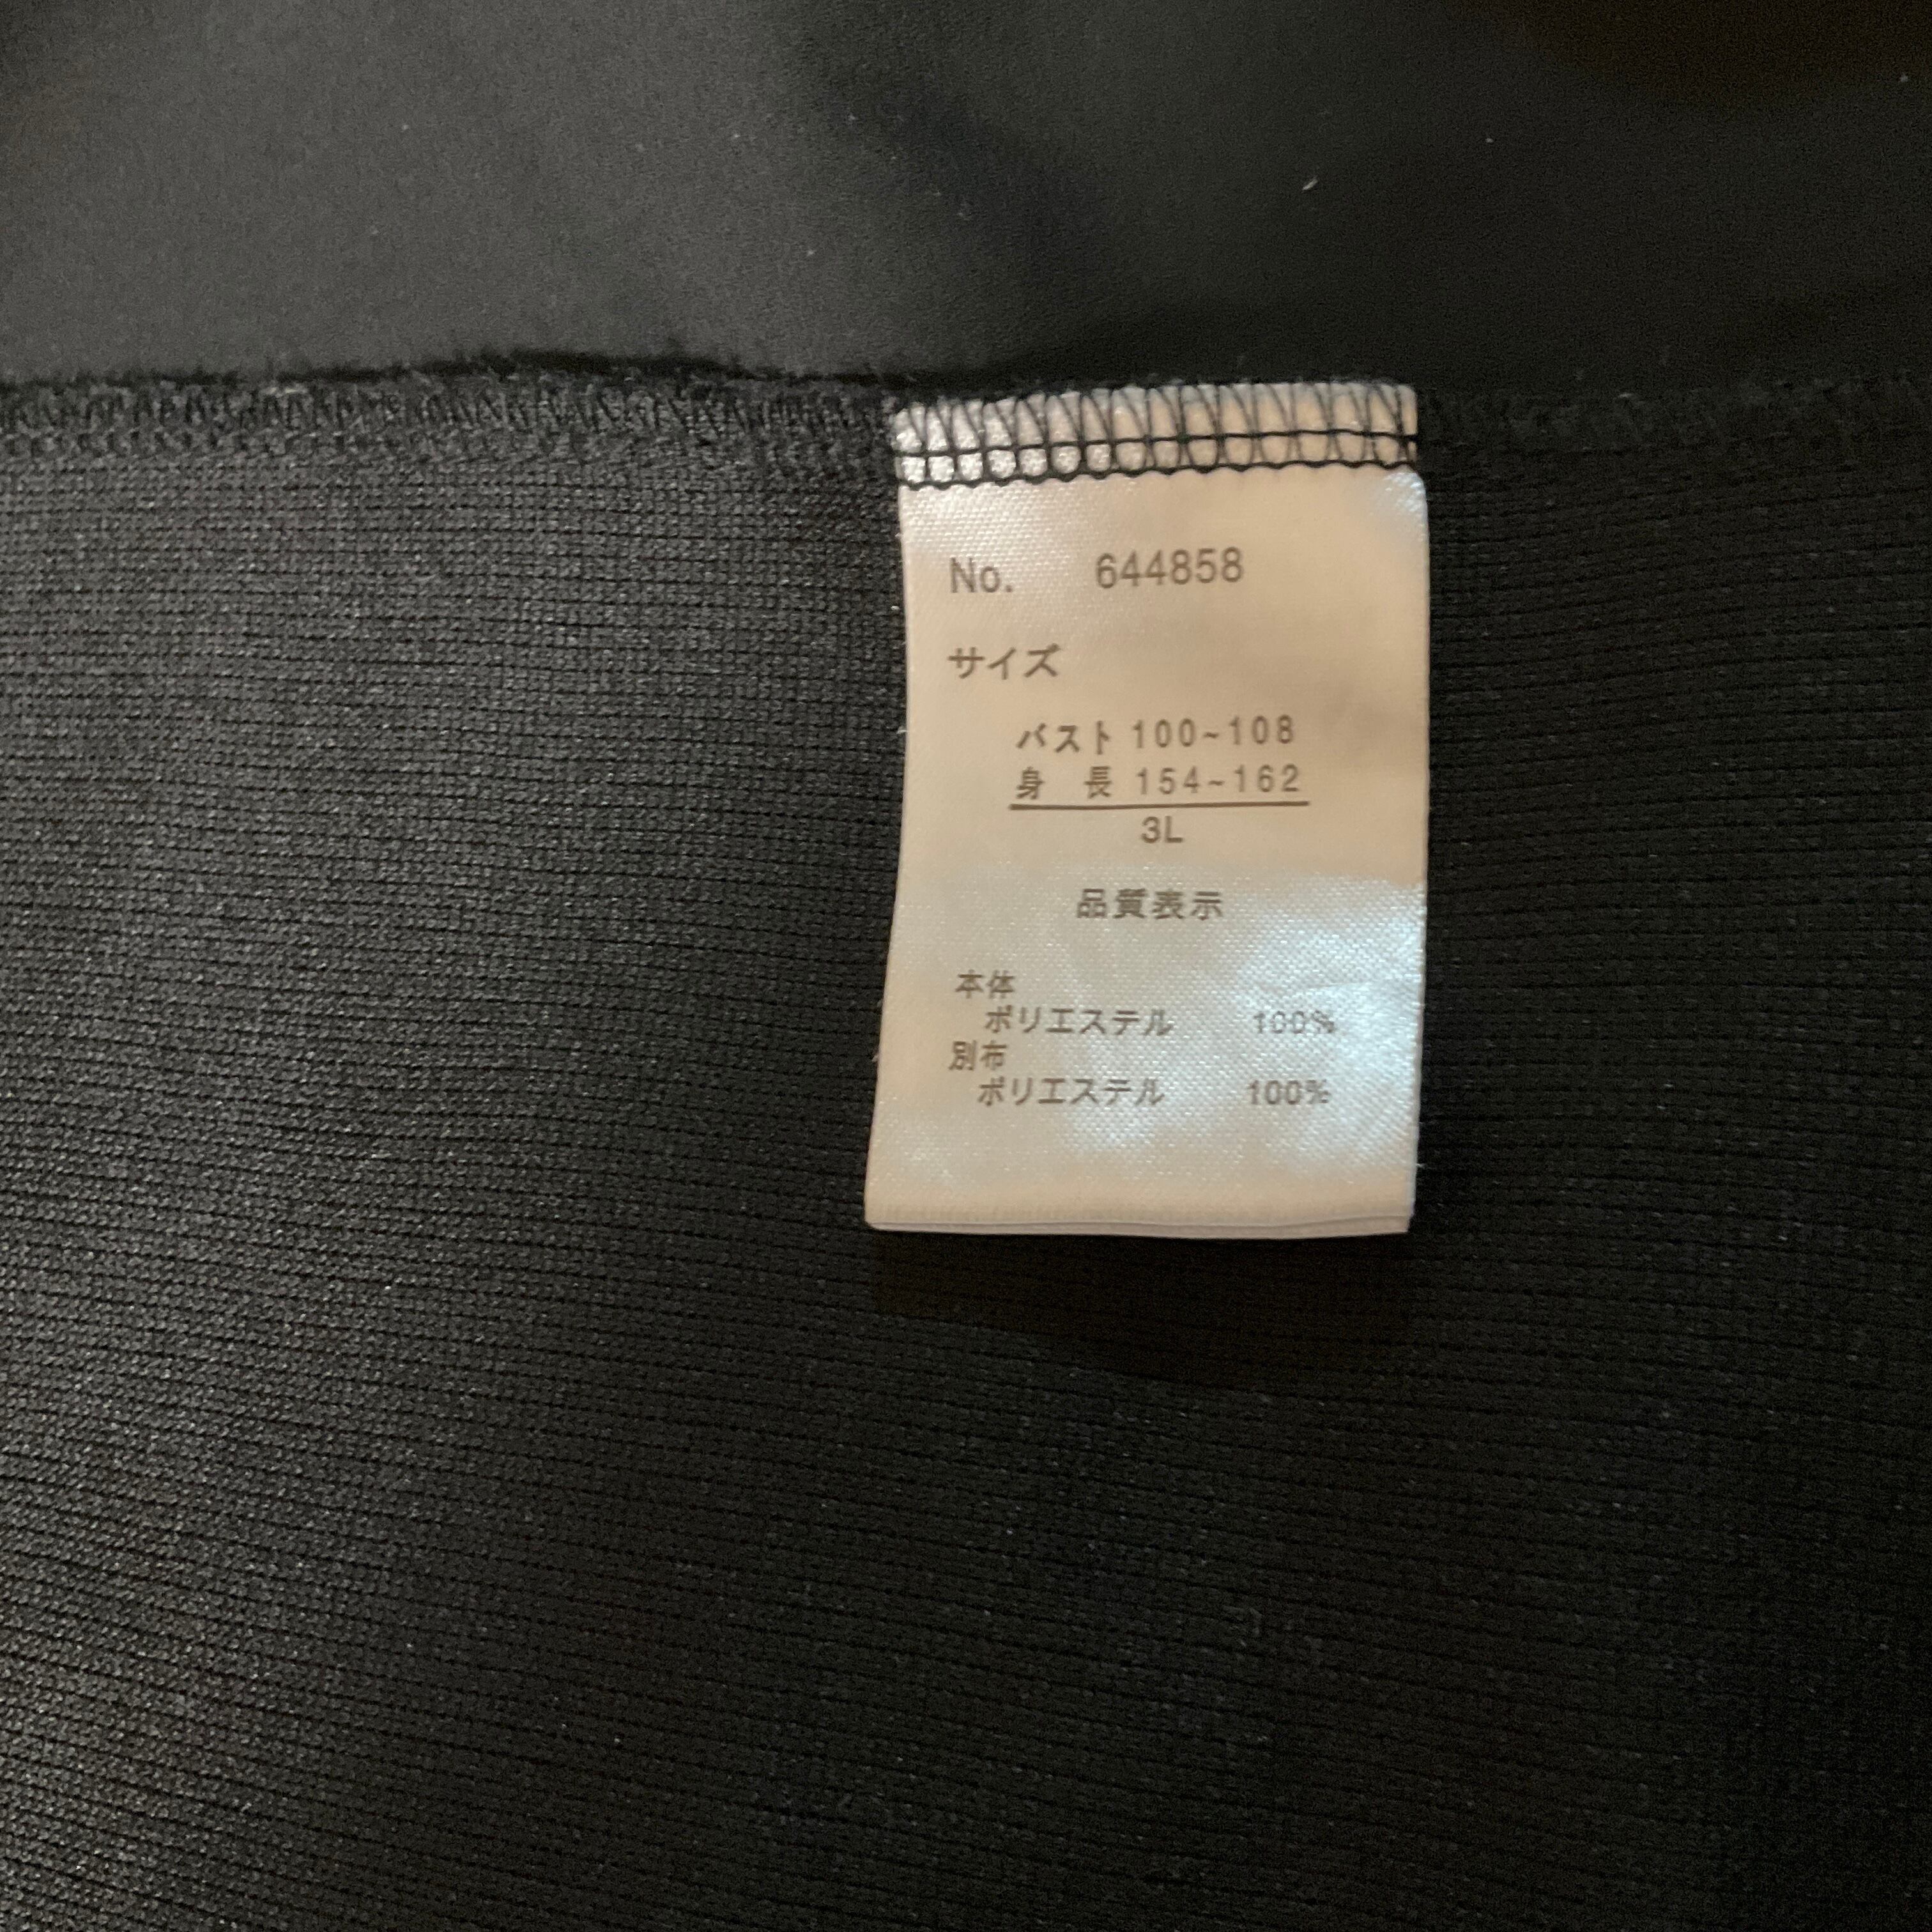 No. 644858
サイズ
バスト 100~108
身 長 154~162
3L
品質表示
本体
ポリエステル 100%
別布
ポリエステル 100%